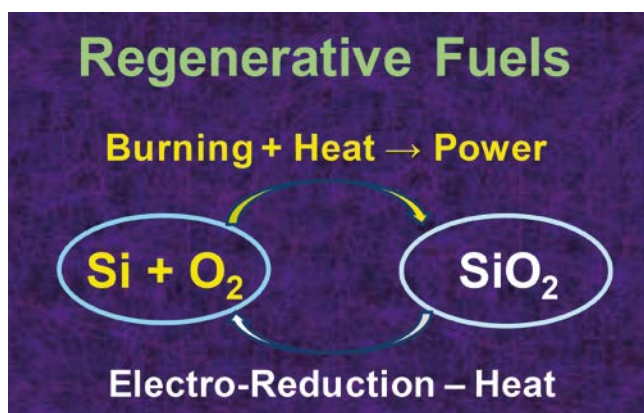 Regenerative Fuels
Burning + Heat → Power
Si + O₂
SiO₂
Electro-Reduction – Heat